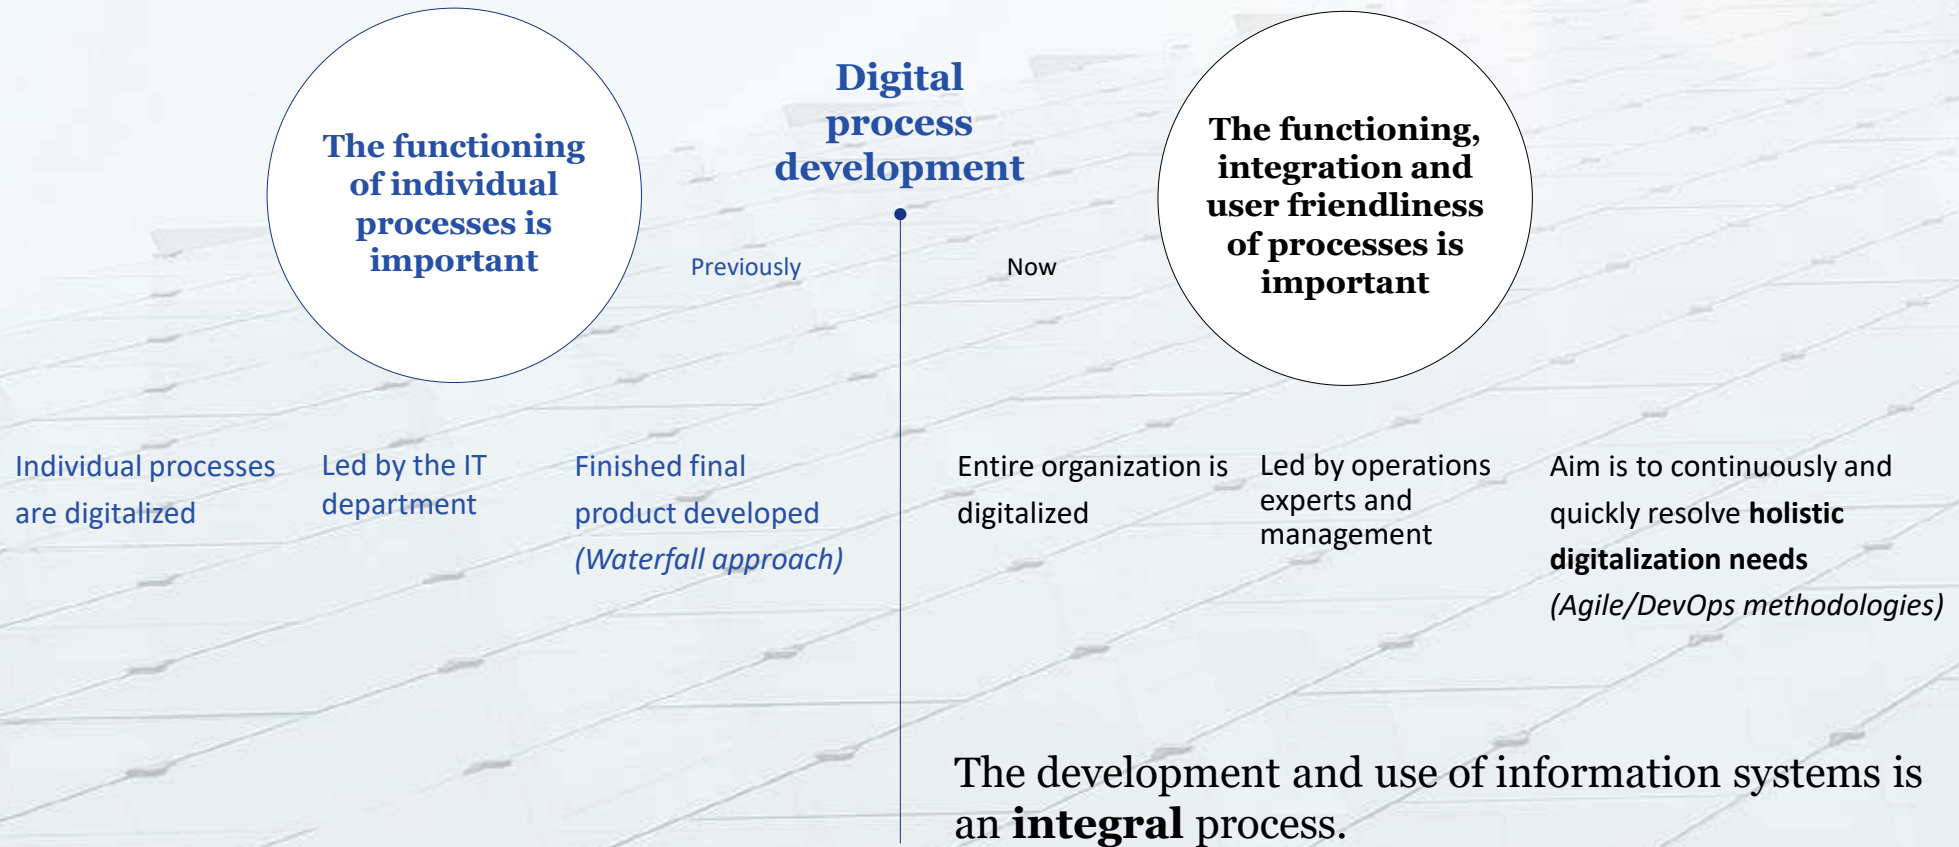 Digital
process
development
The functioning
of individual
processes is
important
Previously
Now
The functioning,
integration and
user friendliness
of processes is
important
Individual processes
are digitalized
Led by the IT
department
Finished final
product developed
(Waterfall approach)
Entire organization is
digitalized
Led by operations
experts and
management
Aim is to continuously and
quickly resolve holistic
digitalization needs
(Agile/DevOps methodologies)
The development and use of information systems is
an integral process.